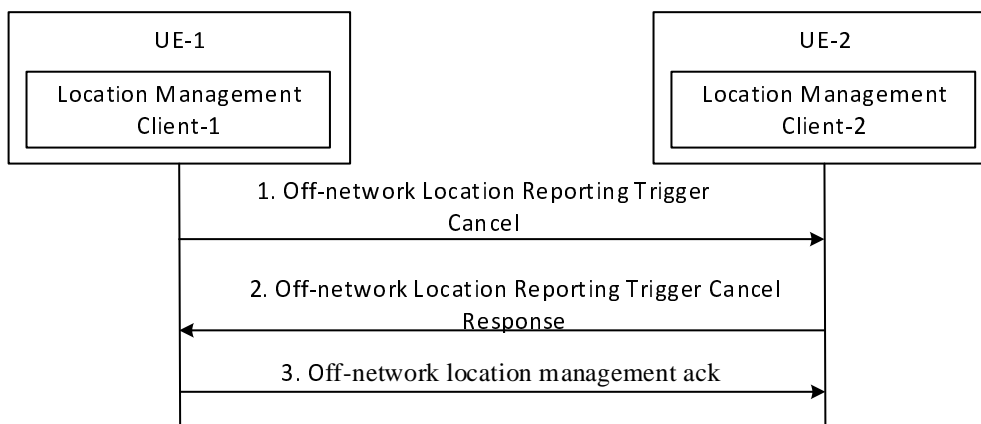 UE-1
UE-2
Location Management
Client-1
Location Management
Client-2
1. Off-network Location Reporting Trigger
Cancel
2. Off-network Location Reporting Trigger Cancel
Response
3. Off-network location management ack